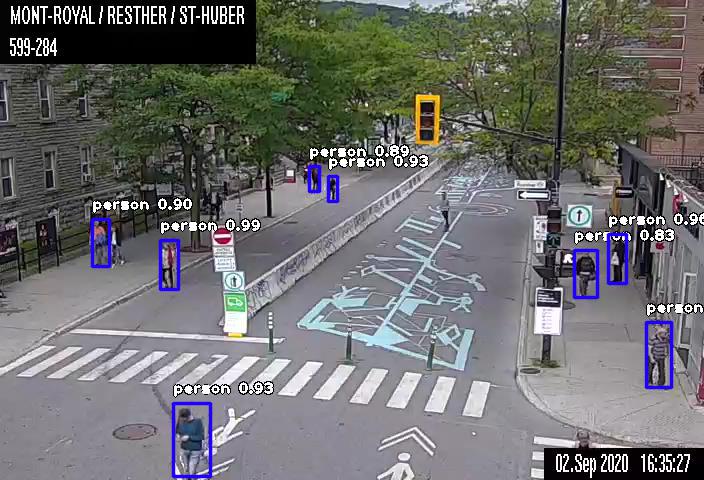 MONT-ROYAL / RESTHER / ST-HUBER
599-284
person 0.89
person 0.93
person 0.90
person 0.99
person 0.96
person 0.83
person
person 0.93
02.Sep 2020 16:35:27